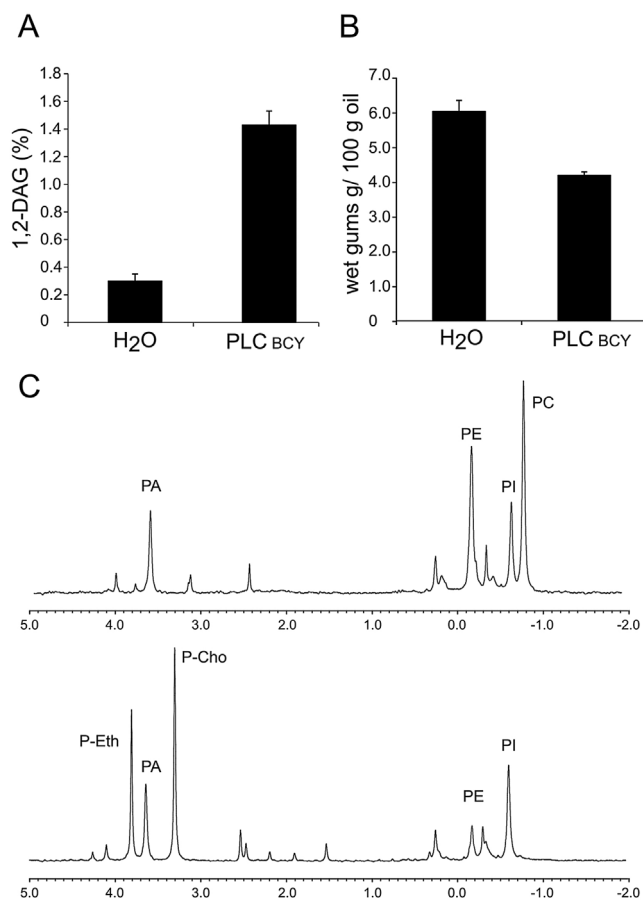 A
1,2-DAG (%)
1.8
1.6
1.4
1.2
1.0
0.8
0.6
0.4
0.2
0
H2O PLC BCY
B
wet gums g/ 100 g oil
7.0
6.0
5.0
4.0
3.0
2.0
1.0
0
H2O PLC BCY
C
PC
PE
PA PI
5.0 4.0 3.0 2.0 1.0 0.0 -1.0 -2.0
P-Cho
P-Eth PI
PA
PE
5.0 4.0 3.0 2.0 1.0 0.0 -1.0 -2.0